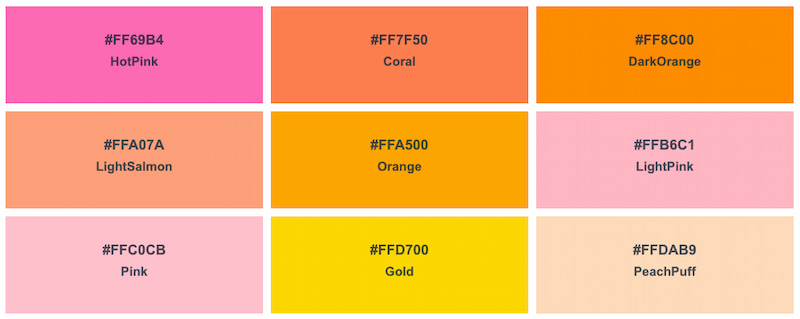 #FF69B4
HotPink
#FF7F50
Coral
#FF8C00
DarkOrange
#FFA07A
LightSalmon
#FFA500
Orange
#FFB6C1
LightPink
#FFC0CB
Pink
#FFD700
Gold
#FFDAB9
PeachPuff